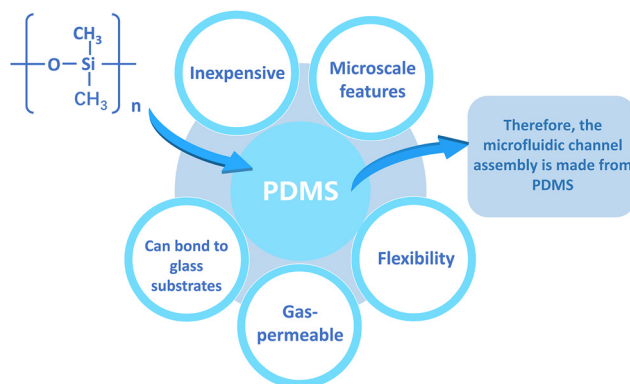 CH₃
O
Si
CH₃
n
Inexpensive
Microscale
features
PDMS
Therefore, the
microfluidic channel
assembly is made from
PDMS
Can bond to
glass
substrates
Flexibility
Gas-
permeable